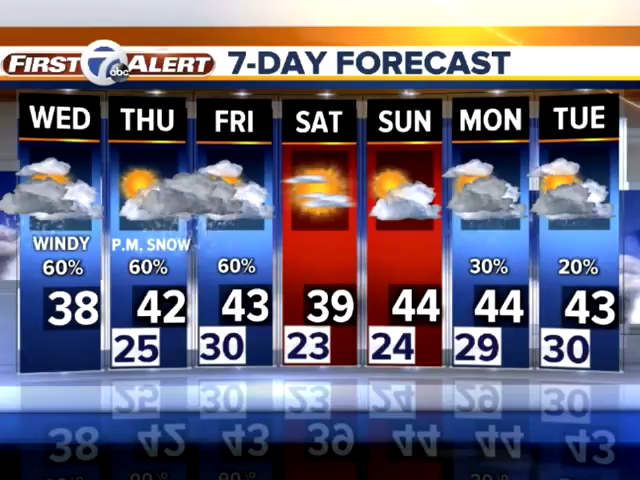 FIRST 7 abc ALERT 7-DAY FORECAST
WED THU FRI SAT SUN MON TUE
WINDY P.M. SNOW
60% 60% 60% 30% 20%
38 42 43 39 44 44 43
25 30 23 24 29 30